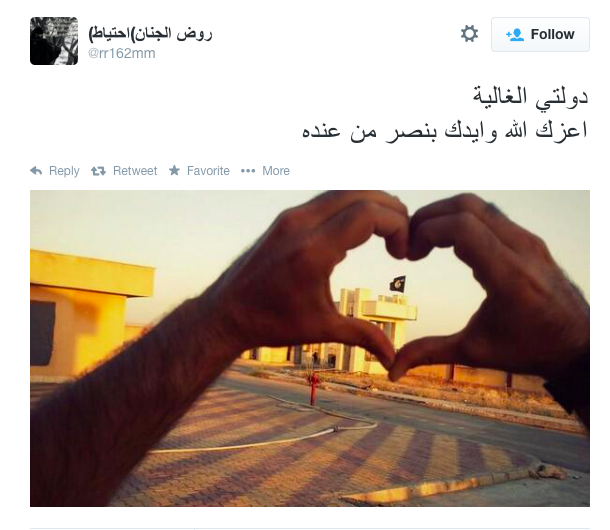 روض الجنان(احتياط)
@rr162mm
Follow
دولتي الغالية
اعزك الله وايدك بنصر من عنده
Reply Retweet Favorite More